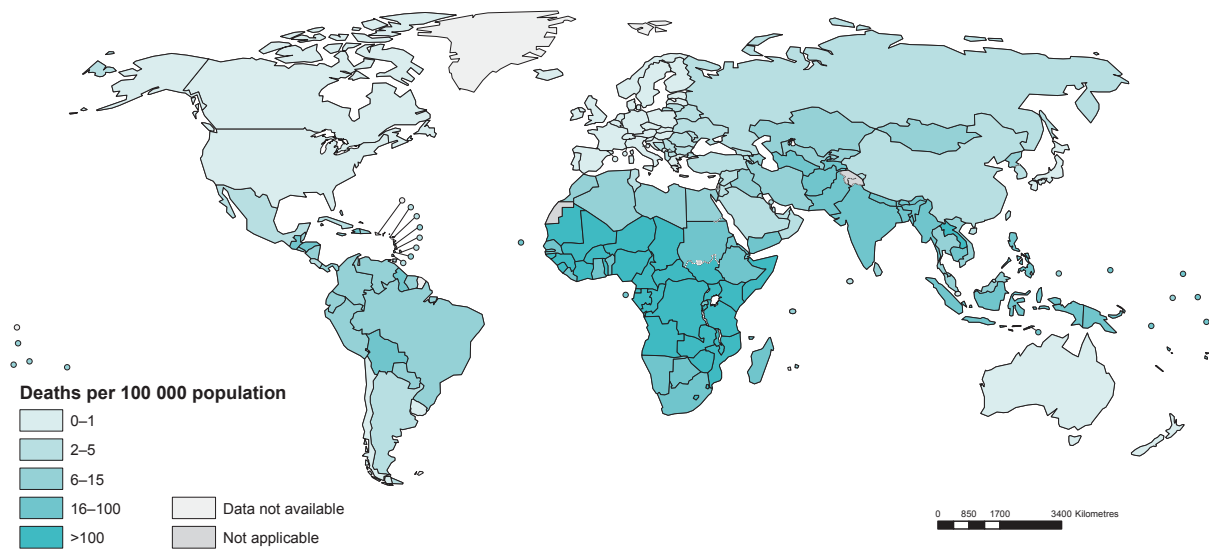 Deaths per 100 000 population
0–1
2–5
6–15
16–100
>100
Data not available
Not applicable
0 850 1700 3400 Kilometres